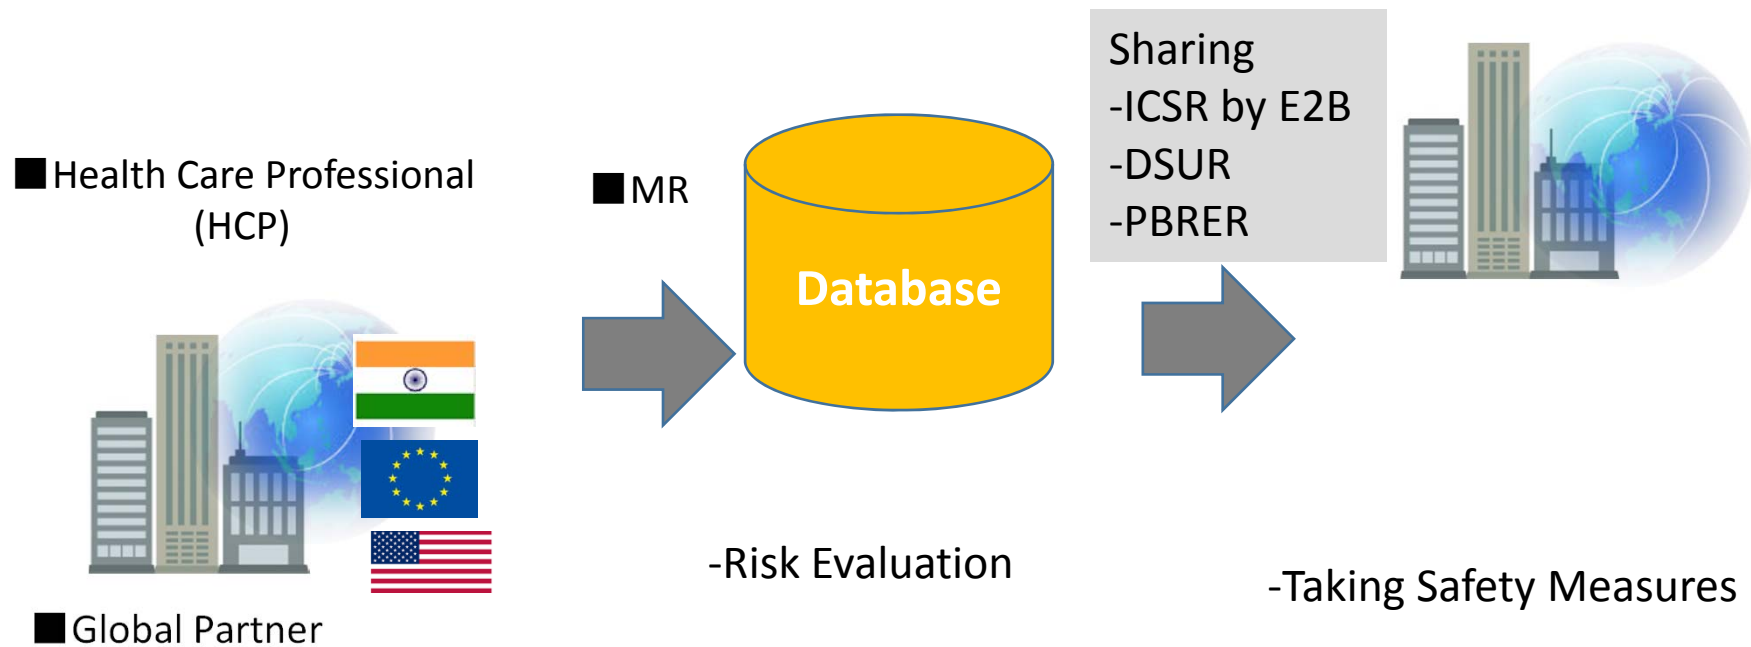 ■Health Care Professional
(HCP)
■Global Partner
■MR
Database
-Risk Evaluation
Sharing
-ICSR by E2B
-DSUR
-PBRER
-Taking Safety Measures